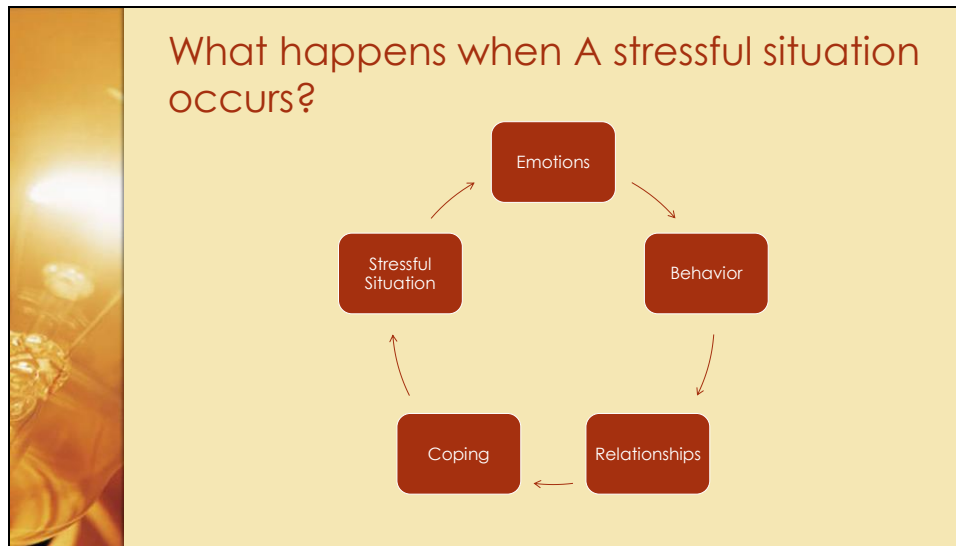 What happens when A stressful situation
occurs?
Emotions
Stressful
Situation
Behavior
Coping
Relationships